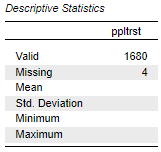 Descriptive Statistics
ppltrst
Valid 1680
Missing 4
Mean
Std. Deviation
Minimum
Maximum